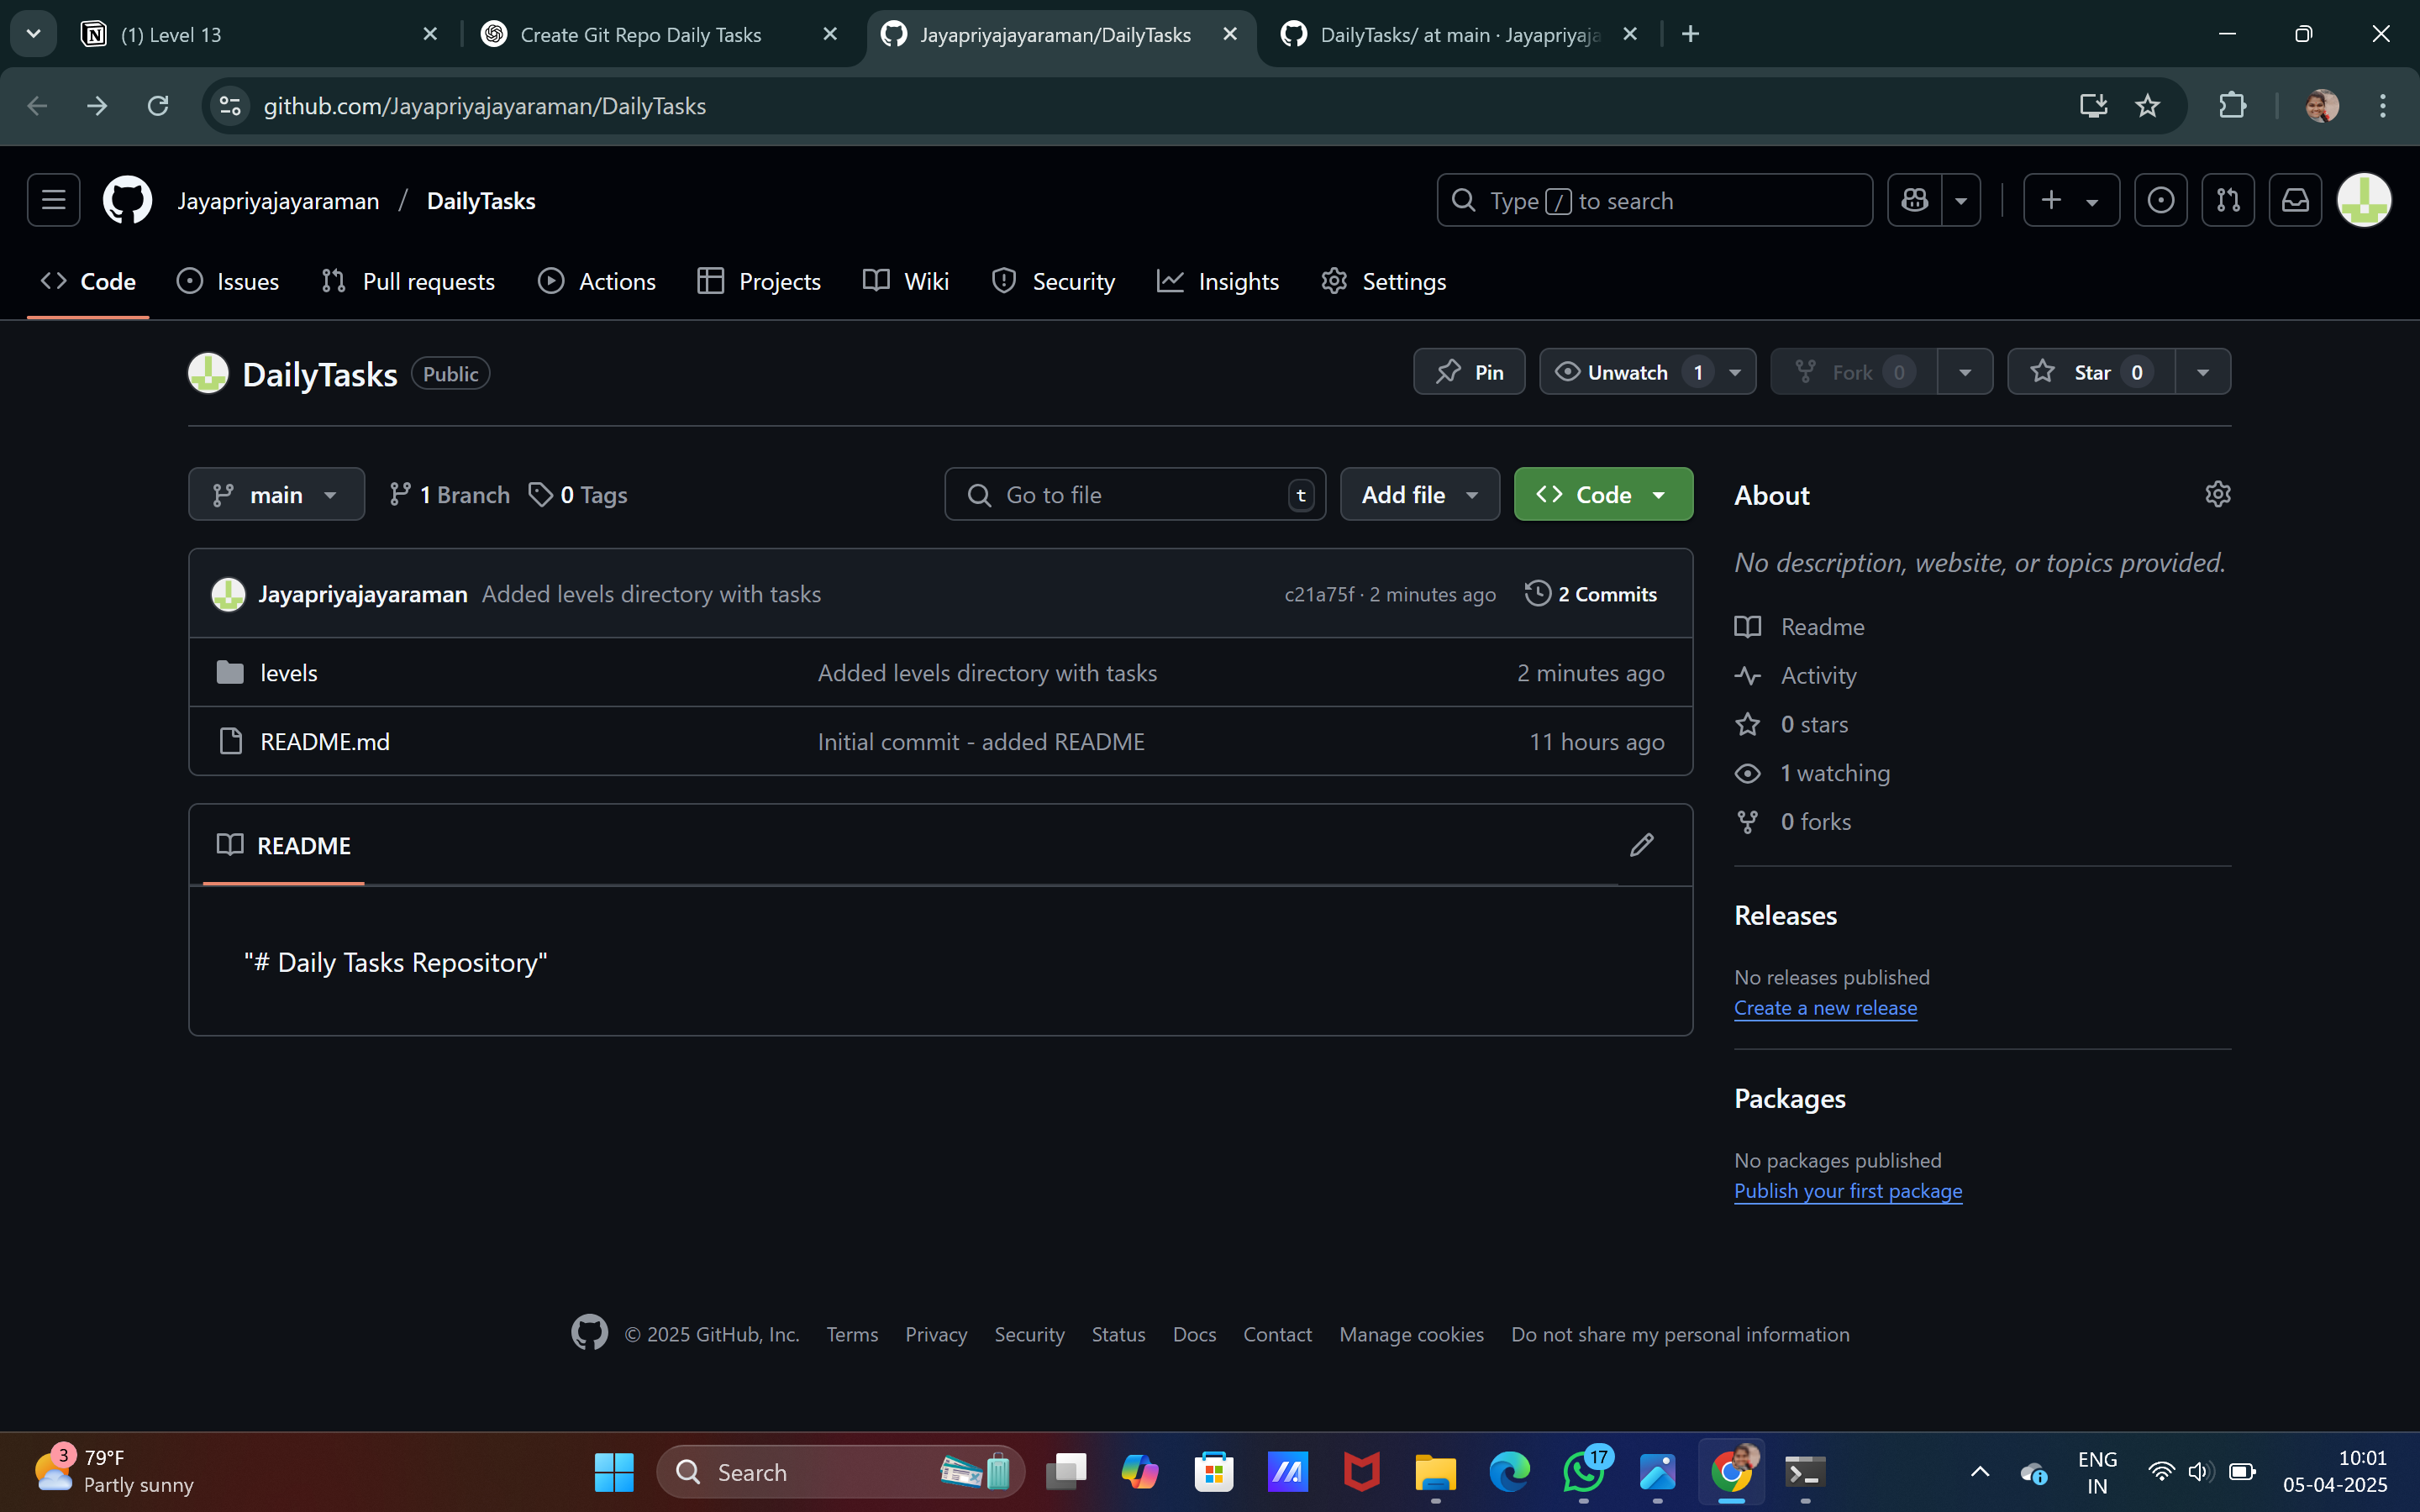 (1) Level 13
Create Git Repo Daily Tasks
Jayapriyajayaraman/DailyTasks
DailyTasks/ at main · Jayapriyaja
github.com/Jayapriyajayaraman/DailyTasks
Jayapriyajayaraman / DailyTasks
Type / to search
Code
Issues
Pull requests
Actions
Projects
Wiki
Security
Insights
Settings
DailyTasks Public
Pin
Unwatch 1
Fork 0
Star 0
main
1 Branch
0 Tags
Go to file t
Add file
Code
Jayapriyajayaraman Added levels directory with tasks c21a75f · 2 minutes ago 2 Commits
levels Added levels directory with tasks 2 minutes ago
README.md Initial commit - added README 11 hours ago
README
"# Daily Tasks Repository"
About
No description, website, or topics provided.
Readme
Activity
0 stars
1 watching
0 forks
Releases
No releases published
Create a new release
Packages
No packages published
Publish your first package
© 2025 GitHub, Inc. Terms Privacy Security Status Docs Contact Manage cookies Do not share my personal information
3
79°F
Partly sunny
Search
17
ENG
IN
10:01
05-04-2025